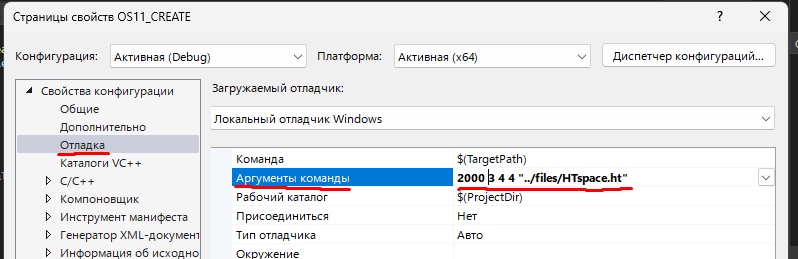 Страницы свойств OS11_CREATE
Конфигурация: Активная (Debug) Платформа: Активная (x64) Диспетчер конфигураций...
Свойства конфигурации
Общие
Дополнительно
Отладка
Каталоги VC++
C/C++
Компоновщик
Инструмент манифеста
Генератор XML-документ
Информация об исходно
Загружаемый отладчик:
Локальный отладчик Windows
Команда $(TargetPath)
Аргументы команды 2000 3 4 4 "../files/HTspace.ht"
Рабочий каталог $(ProjectDir)
Присоединиться Нет
Тип отладчика Авто
Окружение